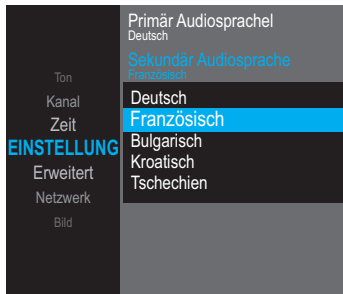 Primär Audiosprachel
Deutsch
Sekundär Audiosprache
Französisch
Ton
Kanal
Zeit
EINSTELLUNG
Erweitert
Netzwerk
Bild
Deutsch
Französisch
Bulgarisch
Kroatisch
Tschechien